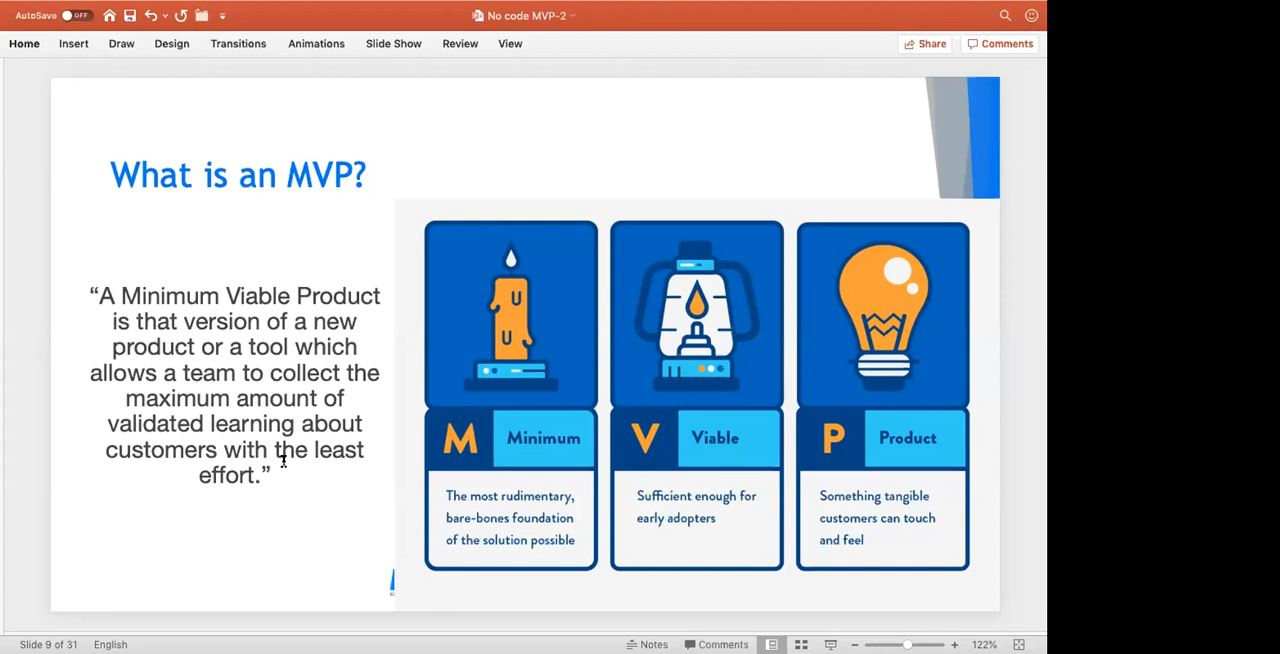 AutoSave OFF
No code MVP-2
Home Insert Draw Design Transitions Animations Slide Show Review View
Share Comments
What is an MVP?
“A Minimum Viable Product
is that version of a new
product or a tool which
allows a team to collect the
maximum amount of
validated learning about
customers with the least
effort.”
M Minimum
The most rudimentary,
bare-bones foundation
of the solution possible
V Viable
Sufficient enough for
early adopters
P Product
Something tangible
customers can touch
and feel
Slide 9 of 31 English
Notes Comments 122%